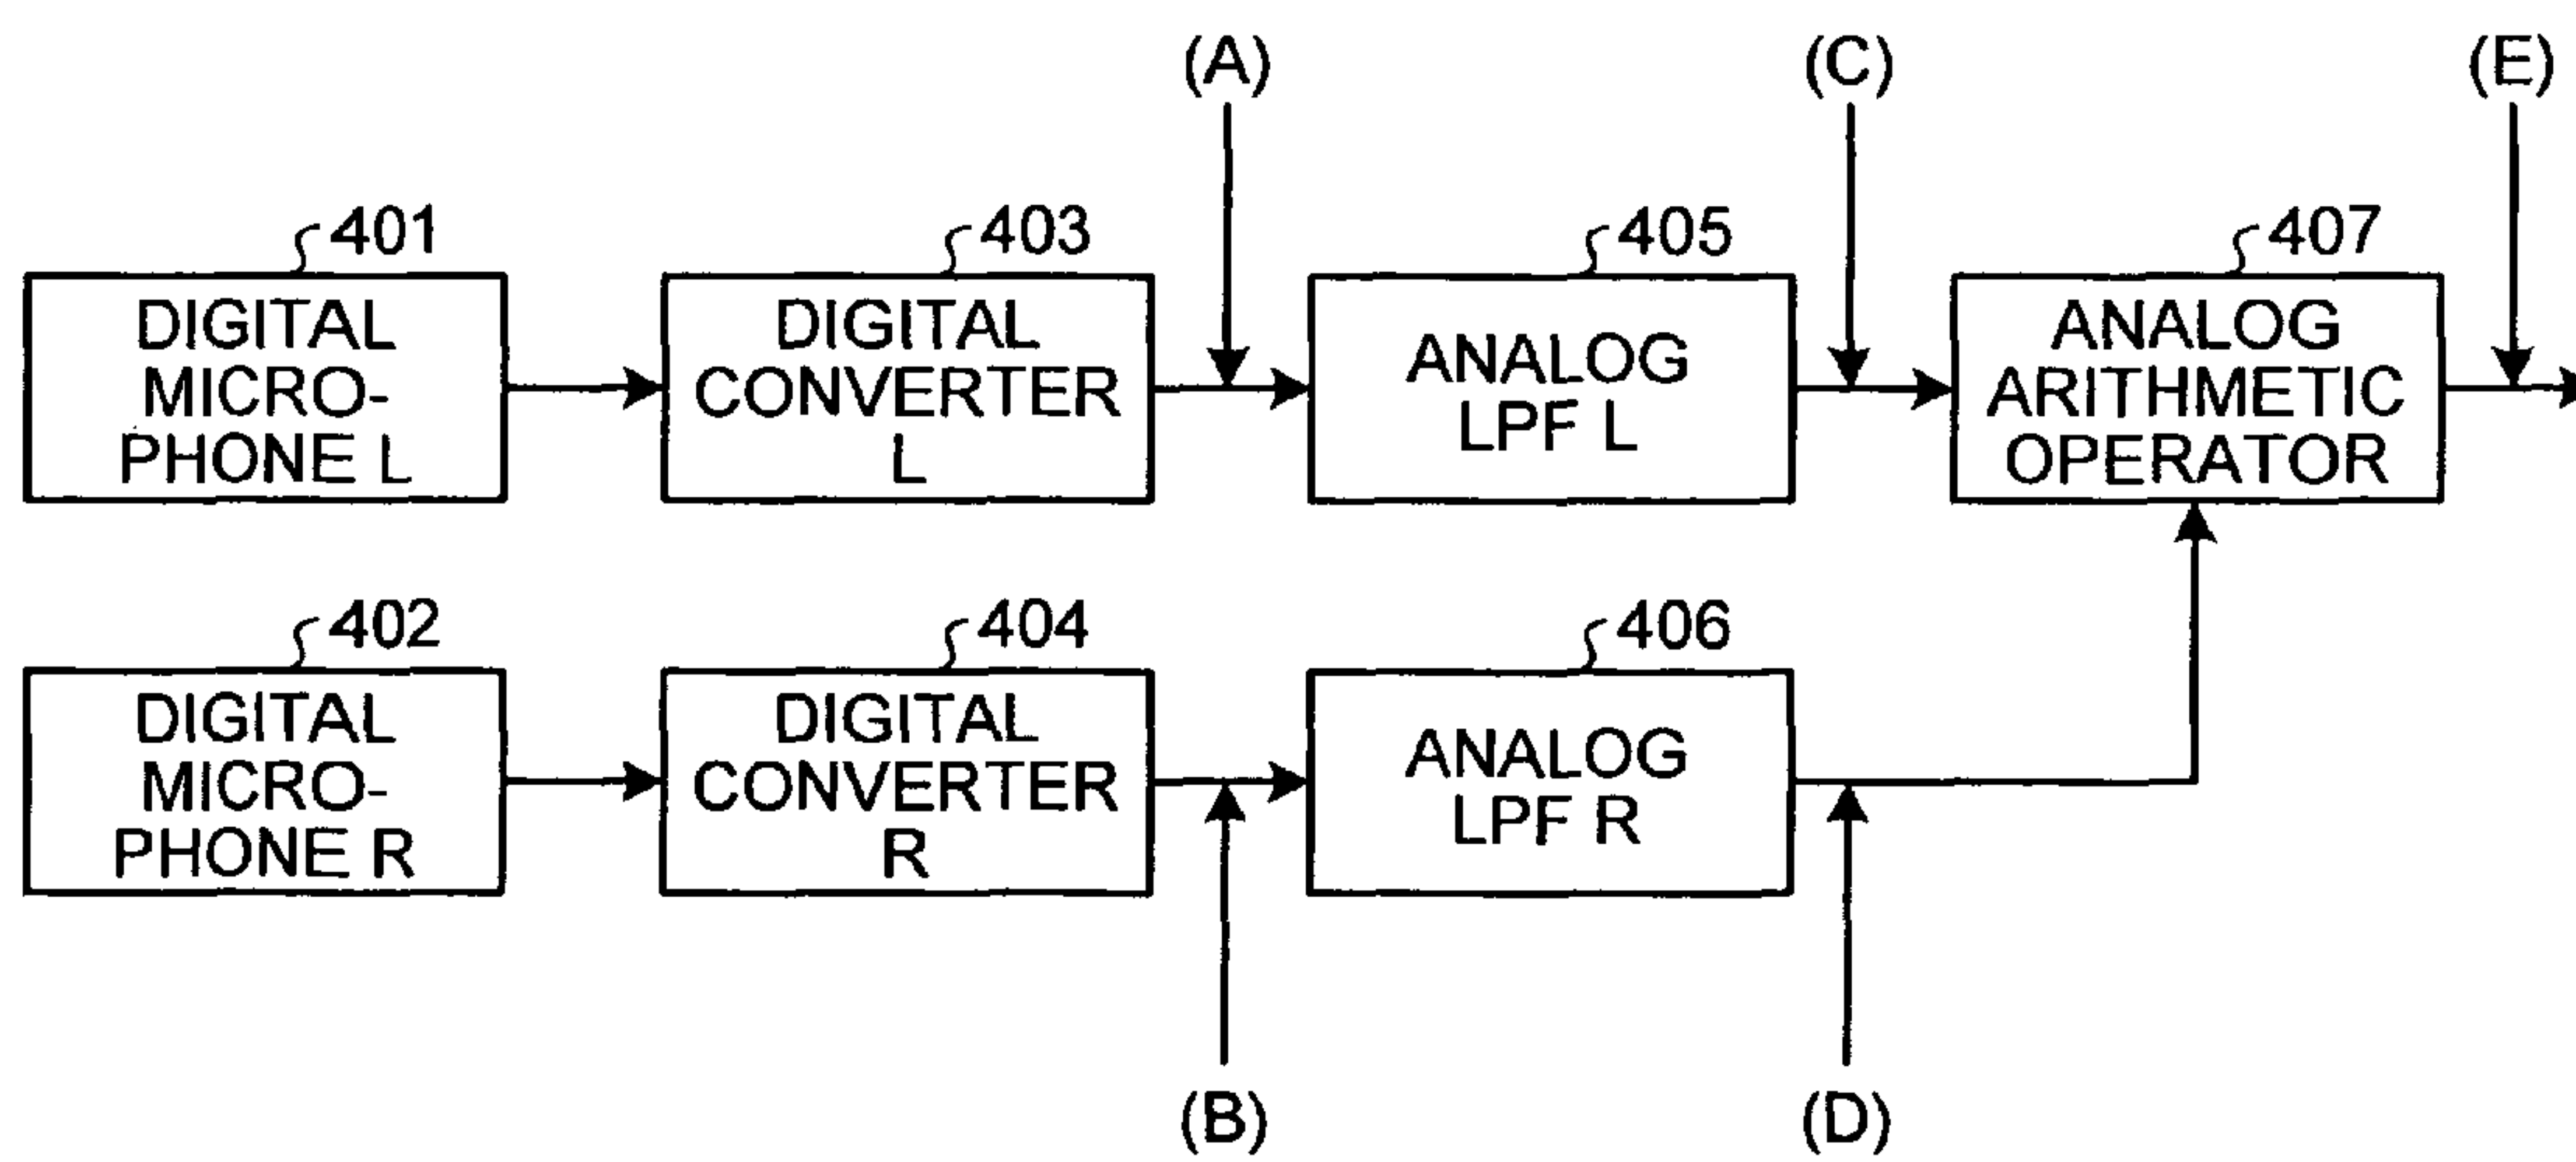 (A)
(C)
(E)
401
403
405
407
DIGITAL
MICRO-
PHONE L
DIGITAL
CONVERTER
L
ANALOG
LPF L
ANALOG
ARITHMETIC
OPERATOR
402
404
406
DIGITAL
MICRO-
PHONE R
DIGITAL
CONVERTER
R
ANALOG
LPF R
(B)
(D)